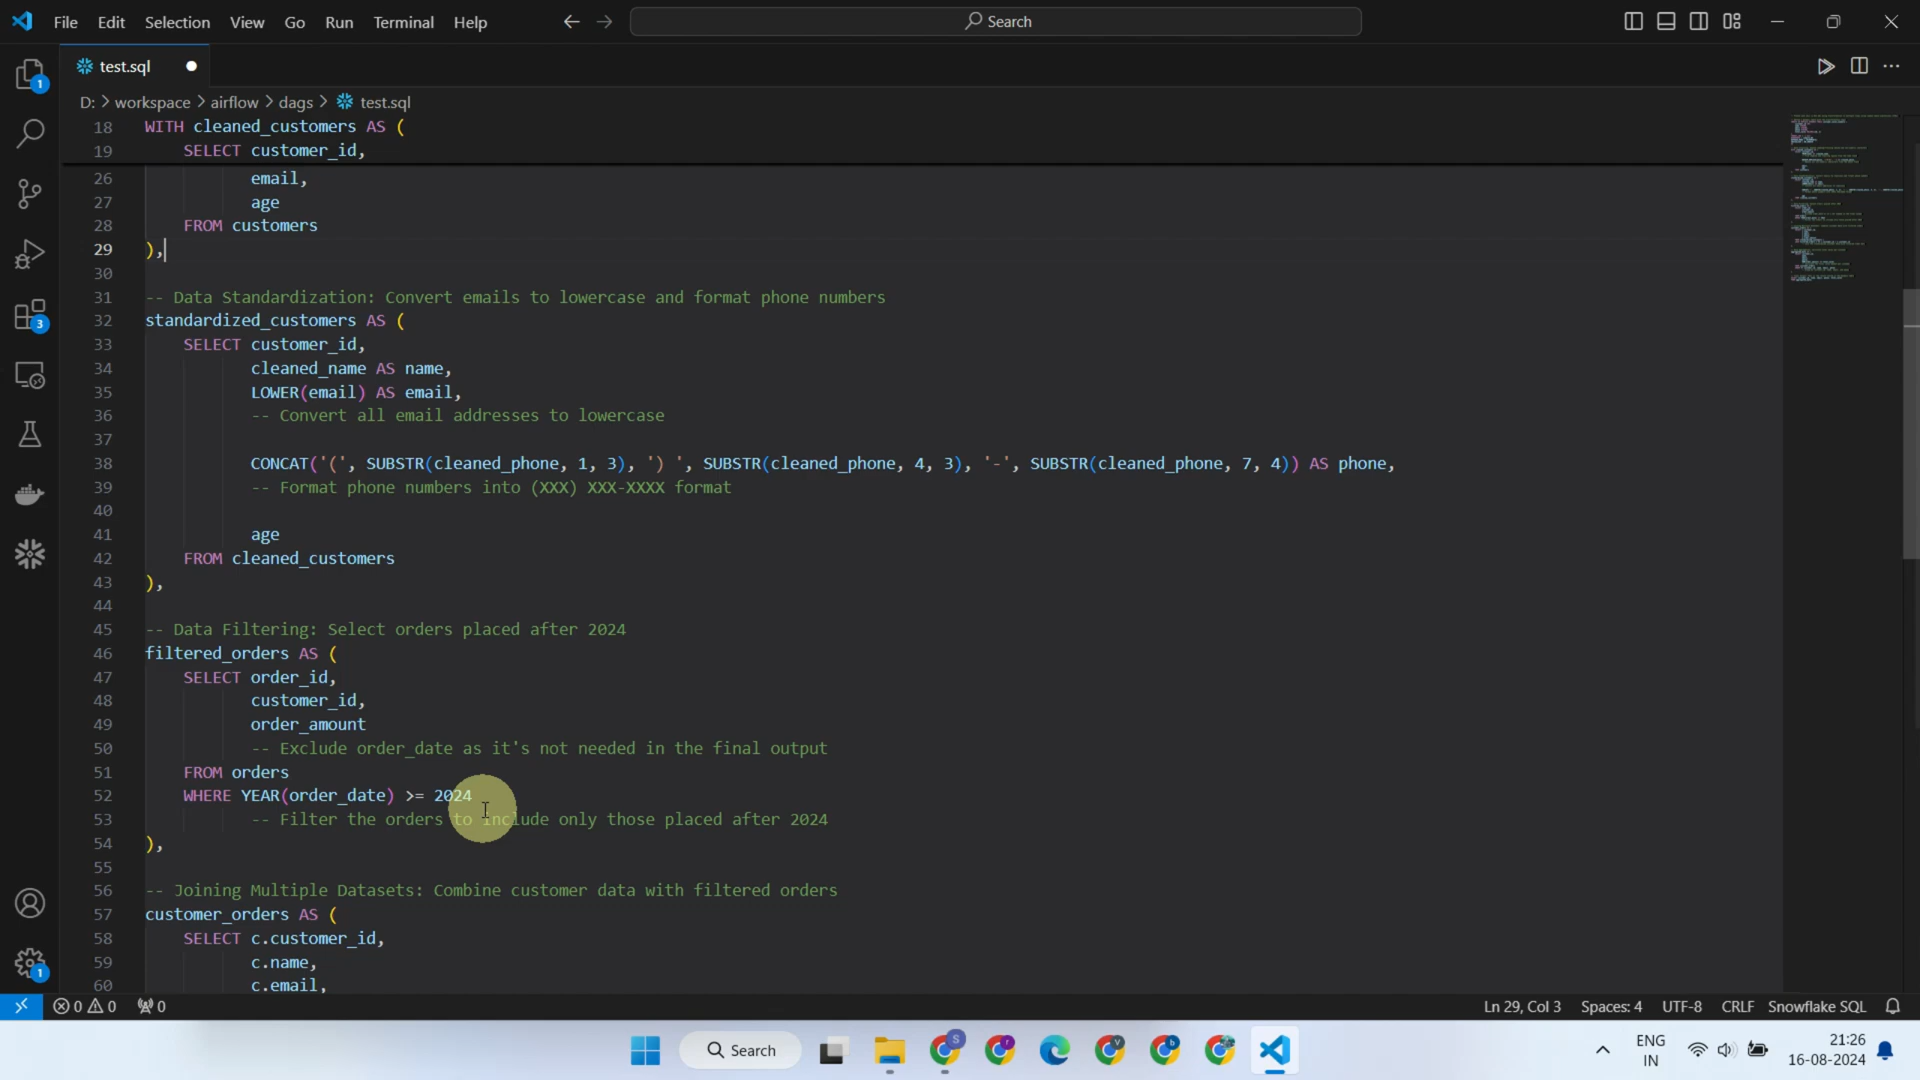 File Edit Selection View Go Run Terminal Help Search
test.sql
D: > workspace > airflow > dags > test.sql
18 WITH cleaned_customers AS (
19 SELECT customer_id,
26 email,
27 age
28 FROM customers
29 ),
30
31 -- Data Standardization: Convert emails to lowercase and format phone numbers
32 standardized_customers AS (
33 SELECT customer_id,
34 cleaned_name AS name,
35 LOWER(email) AS email,
36 -- Convert all email addresses to lowercase
37
38 CONCAT('(', SUBSTR(cleaned_phone, 1, 3), ') ', SUBSTR(cleaned_phone, 4, 3), '-', SUBSTR(cleaned_phone, 7, 4)) AS phone,
39 -- Format phone numbers into (XXX) XXX-XXXX format
40
41 age
42 FROM cleaned_customers
43 ),
44
45 -- Data Filtering: Select orders placed after 2024
46 filtered_orders AS (
47 SELECT order_id,
48 customer_id,
49 order_amount
50 -- Exclude order_date as it's not needed in the final output
51 FROM orders
52 WHERE YEAR(order_date) >= 2024
53 -- Filter the orders to include only those placed after 2024
54 ),
55
56 -- Joining Multiple Datasets: Combine customer data with filtered orders
57 customer_orders AS (
58 SELECT c.customer_id,
59 c.name,
60 c.email,
1
3
1
0 0 0 Ln 29, Col 3 Spaces: 4 UTF-8 CRLF Snowflake SQL
Search ENG IN 21:26
16-08-2024